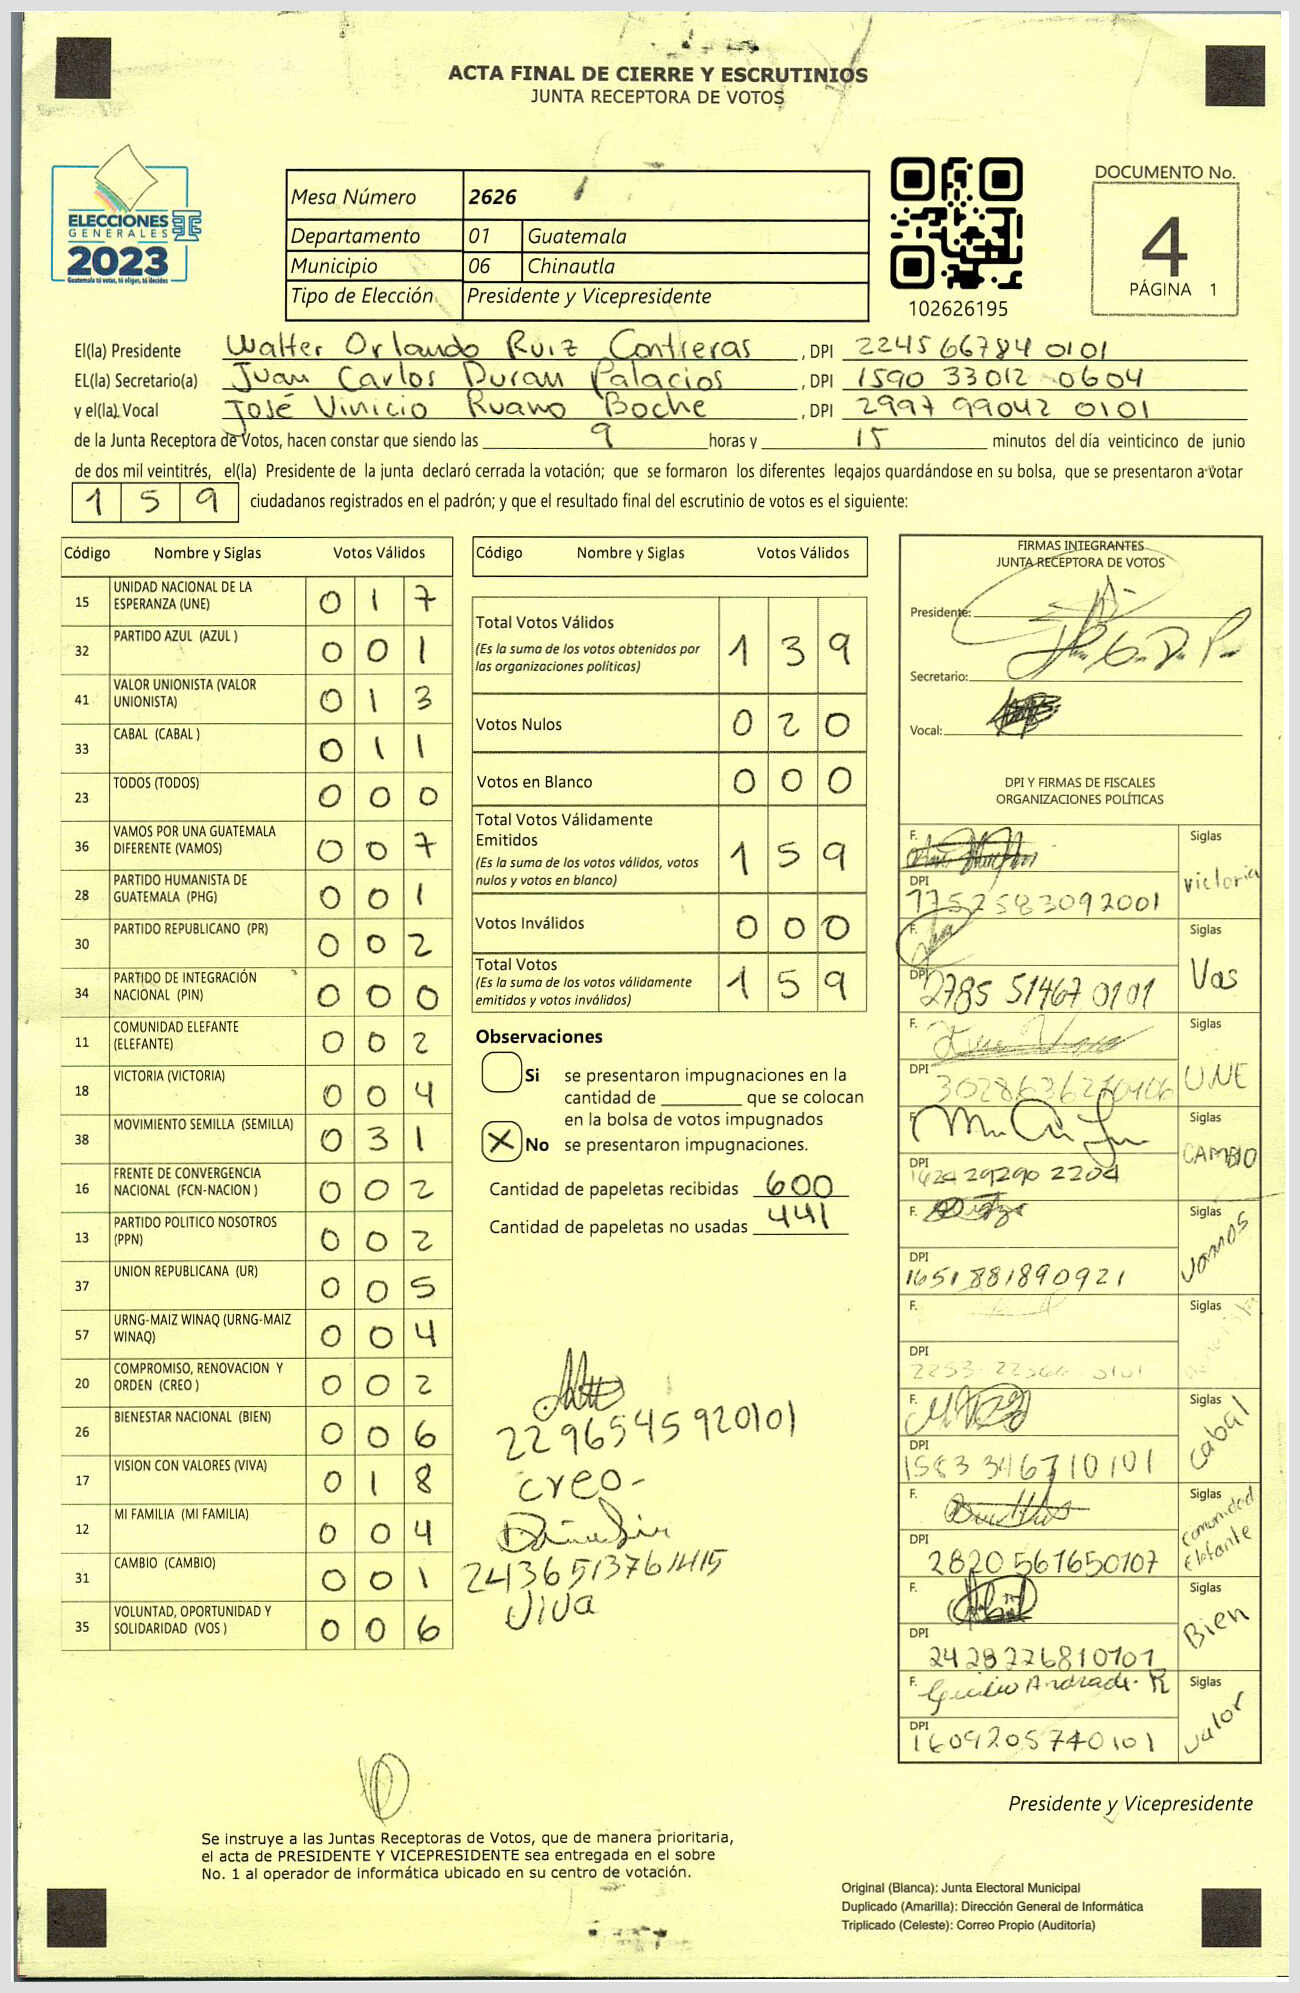 ACTA FINAL DE CIERRE Y ESCRUTINIOS
JUNTA RECEPTORA DE VOTOS
ELECCIONES
GENERALES
2023
Guatemala tú votas, tú eliges, tú decides
Mesa Número 2626
Departamento 01 Guatemala
Municipio 06 Chinautla
Tipo de Elección Presidente y Vicepresidente
102626195
DOCUMENTO No.
4
PÁGINA 1
El(la) Presidente Walter Orlando Ruiz Contreras, DPI 224566784 0101
EL(la) Secretario(a) Juan Carlos Duran Palacios, DPI 1590 33012 0604
y el(la) Vocal José Vinicio Ruano Boche, DPI 2997 99042 0101
de la Junta Receptora de Votos, hacen constar que siendo las 9 horas y 15 minutos del día veinticinco de junio
de dos mil veintitrés, el(la) Presidente de la junta declaró cerrada la votación; que se formaron los diferentes legajos guardándose en su bolsa, que se presentaron a votar
1 5 9 ciudadanos registrados en el padrón; y que el resultado final del escrutinio de votos es el siguiente:
Código Nombre y Siglas Votos Válidos
15 UNIDAD NACIONAL DE LA ESPERANZA (UNE) 0 1 7
32 PARTIDO AZUL (AZUL ) 0 0 1
41 VALOR UNIONISTA (VALOR UNIONISTA) 0 1 3
33 CABAL (CABAL ) 0 1 1
23 TODOS (TODOS) 0 0 0
36 VAMOS POR UNA GUATEMALA DIFERENTE (VAMOS) 0 0 7
28 PARTIDO HUMANISTA DE GUATEMALA (PHG) 0 0 1
30 PARTIDO REPUBLICANO (PR) 0 0 2
34 PARTIDO DE INTEGRACIÓN NACIONAL (PIN) 0 0 0
11 COMUNIDAD ELEFANTE (ELEFANTE) 0 0 2
18 VICTORIA (VICTORIA) 0 0 4
38 MOVIMIENTO SEMILLA (SEMILLA) 0 3 1
16 FRENTE DE CONVERGENCIA NACIONAL (FCN-NACION ) 0 0 2
13 PARTIDO POLITICO NOSOTROS (PPN) 0 0 2
37 UNION REPUBLICANA (UR) 0 0 5
57 URNG-MAIZ WINAQ (URNG-MAIZ WINAQ) 0 0 4
20 COMPROMISO, RENOVACION Y ORDEN (CREO ) 0 0 2
26 BIENESTAR NACIONAL (BIEN) 0 0 6
17 VISION CON VALORES (VIVA) 0 1 8
12 MI FAMILIA (MI FAMILIA) 0 0 4
31 CAMBIO (CAMBIO) 0 0 1
35 VOLUNTAD, OPORTUNIDAD Y SOLIDARIDAD (VOS ) 0 0 6
Código Nombre y Siglas Votos Válidos
Total Votos Válidos 1 3 9
(Es la suma de los votos obtenidos por
las organizaciones políticas)
Votos Nulos 0 2 0
Votos en Blanco 0 0 0
Total Votos Válidamente
Emitidos 1 5 9
(Es la suma de los votos válidos, votos
nulos y votos en blanco)
Votos Inválidos 0 0 0
Total Votos 1 5 9
(Es la suma de los votos válidamente
emitidos y votos inválidos)
Observaciones
Si se presentaron impugnaciones en la
cantidad de ________ que se colocan
en la bolsa de votos impugnados
X No se presentaron impugnaciones.
Cantidad de papeletas recibidas 600
Cantidad de papeletas no usadas 441
2296545920101
creo-
2436513761415
Viva
FIRMAS INTEGRANTES
JUNTA RECEPTORA DE VOTOS
Presidente:
Secretario:
Vocal:
DPI Y FIRMAS DE FISCALES
ORGANIZACIONES POLÍTICAS
F. Siglas
DPI victoria
1752583092001
F. Siglas
DPI Vos
2785 51467 0101
F. Siglas
DPI UNE
F. Siglas
DPI CAMBIO
1624 29290 2204
F. Siglas
DPI Vamos
1651881890921
F. Siglas
DPI
F. Siglas
DPI cabal
1583346710101
F. Siglas
DPI comunidad Elefante
2820561650107
F. Siglas
DPI Bien
2428226810101
F. Siglas
DPI valor
1609205740101
Presidente y Vicepresidente
Se instruye a las Juntas Receptoras de Votos, que de manera prioritaria,
el acta de PRESIDENTE Y VICEPRESIDENTE sea entregada en el sobre
No. 1 al operador de informática ubicado en su centro de votación.
Original (Blanca): Junta Electoral Municipal
Duplicado (Amarilla): Dirección General de Informática
Triplicado (Celeste): Correo Propio (Auditoría)